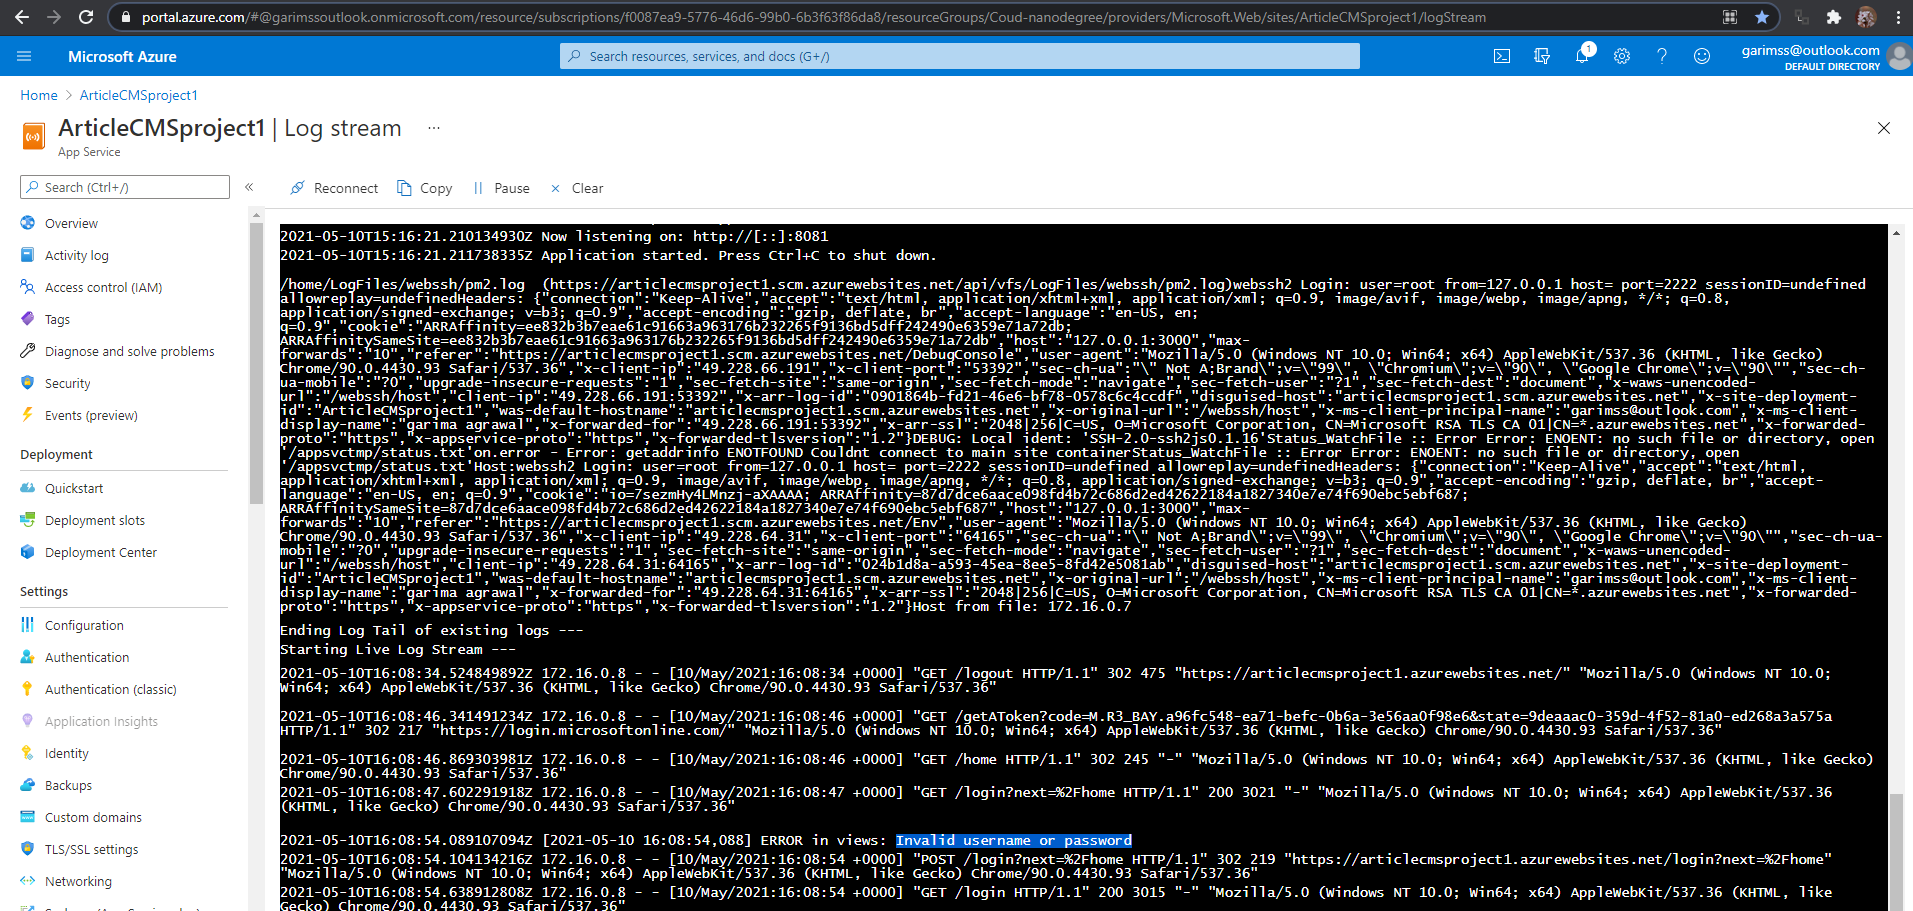 portal.azure.com/#@garimssoutlook.onmicrosoft.com/resource/subscriptions/f0087ea9-5776-46d6-99b0-6b3f63f86da8/resourceGroups/Coud-nanodegree/providers/Microsoft.Web/sites/ArticleCMSproject1/logStream
Microsoft Azure
Search resources, services, and docs (G+/)
1
garimss@outlook.com
DEFAULT DIRECTORY
Home > ArticleCMSproject1
ArticleCMSproject1 | Log stream ...
App Service
Search (Ctrl+/)
«
Reconnect
Copy
Pause
Clear
Overview
Activity log
Access control (IAM)
Tags
Diagnose and solve problems
Security
Events (preview)
Deployment
Quickstart
Deployment slots
Deployment Center
Settings
Configuration
Authentication
Authentication (classic)
Application Insights
Identity
Backups
Custom domains
TLS/SSL settings
Networking
2021-05-10T15:16:21.210134930Z Now listening on: http://[::]:8081
2021-05-10T15:16:21.211738335Z Application started. Press Ctrl+C to shut down.
/home/LogFiles/webssh/pm2.log  (https://articlecmsproject1.scm.azurewebsites.net/api/vfs/LogFiles/webssh/pm2.log)webssh2 Login: user=root from=127.0.0.1 host= port=2222 sessionID=undefined
allowreplay=undefinedHeaders: {"connection":"Keep-Alive","accept":"text/html, application/xhtml+xml, application/xml; q=0.9, image/avif, image/webp, image/apng, */*; q=0.8,
application/signed-exchange; v=b3; q=0.9","accept-encoding":"gzip, deflate, br","accept-language":"en-US, en;
q=0.9","cookie":"ARRAffinity=ee832b3b7eae61c91663a963176b232265f9136bd5dff242490e6359e71a72db;
ARRAffinitySameSite=ee832b3b7eae61c91663a963176b232265f9136bd5dff242490e6359e71a72db","host":"127.0.0.1:3000","max-
forwards":"10","referer":"https://articlecmsproject1.scm.azurewebsites.net/DebugConsole","user-agent":"Mozilla/5.0 (Windows NT 10.0; Win64; x64) AppleWebKit/537.36 (KHTML, like Gecko)
Chrome/90.0.4430.93 Safari/537.36","x-client-ip":"49.228.66.191","x-client-port":"53392","sec-ch-ua":"\" Not A;Brand\";v=\"99\", \"Chromium\";v=\"90\", \"Google Chrome\";v=\"90\"","sec-ch-
ua-mobile":"?0","upgrade-insecure-requests":"1","sec-fetch-site":"same-origin","sec-fetch-mode":"navigate","sec-fetch-user":"?1","sec-fetch-dest":"document","x-waws-unencoded-
url":"/webssh/host","client-ip":"49.228.66.191:53392","x-arr-log-id":"0901864b-fd21-46e6-bf78-0578c6c4ccdf","disguised-host":"articlecmsproject1.scm.azurewebsites.net","x-site-deployment-
id":"ArticleCMSproject1","was-default-hostname":"articlecmsproject1.scm.azurewebsites.net","x-original-url":"/webssh/host","x-ms-client-principal-name":"garimss@outlook.com","x-ms-client-
display-name":"garima agrawal","x-forwarded-for":"49.228.66.191:53392","x-arr-ssl":"2048|256|C=US, O=Microsoft Corporation, CN=Microsoft RSA TLS CA 01|CN=*.azurewebsites.net","x-forwarded-
proto":"https","x-appservice-proto":"https","x-forwarded-tlsversion":"1.2"}DEBUG: Local ident: 'SSH-2.0-ssh2js0.1.16'Status_WatchFile :: Error Error: ENOENT: no such file or directory, open
'/appsvctmp/status.txt'on.error - Error: getaddrinfo ENOTFOUND Couldnt connect to main site containerStatus_WatchFile :: Error Error: ENOENT: no such file or directory, open
'/appsvctmp/status.txt'Host:webssh2 Login: user=root from=127.0.0.1 host= port=2222 sessionID=undefined allowreplay=undefinedHeaders: {"connection":"Keep-Alive","accept":"text/html,
application/xhtml+xml, application/xml; q=0.9, image/avif, image/webp, image/apng, */*; q=0.8, application/signed-exchange; v=b3; q=0.9","accept-encoding":"gzip, deflate, br","accept-
language":"en-US, en; q=0.9","cookie":"io=7sezmHy4LMnzj-aXAAAA; ARRAffinity=87d7dce6aace098fd4b72c686d2ed42622184a1827340e7e74f690ebc5ebf687;
ARRAffinitySameSite=87d7dce6aace098fd4b72c686d2ed42622184a1827340e7e74f690ebc5ebf687","host":"127.0.0.1:3000","max-
forwards":"10","referer":"https://articlecmsproject1.scm.azurewebsites.net/Env","user-agent":"Mozilla/5.0 (Windows NT 10.0; Win64; x64) AppleWebKit/537.36 (KHTML, like Gecko)
Chrome/90.0.4430.93 Safari/537.36","x-client-ip":"49.228.64.31","x-client-port":"64165","sec-ch-ua":"\" Not A;Brand\";v=\"99\", \"Chromium\";v=\"90\", \"Google Chrome\";v=\"90\"","sec-ch-ua-
mobile":"?0","upgrade-insecure-requests":"1","sec-fetch-site":"same-origin","sec-fetch-mode":"navigate","sec-fetch-user":"?1","sec-fetch-dest":"document","x-waws-unencoded-
url":"/webssh/host","client-ip":"49.228.64.31:64165","x-arr-log-id":"024b1d8a-a593-45ea-8ee5-8fd42e5081ab","disguised-host":"articlecmsproject1.scm.azurewebsites.net","x-site-deployment-
id":"ArticleCMSproject1","was-default-hostname":"articlecmsproject1.scm.azurewebsites.net","x-original-url":"/webssh/host","x-ms-client-principal-name":"garimss@outlook.com","x-ms-client-
display-name":"garima agrawal","x-forwarded-for":"49.228.64.31:64165","x-arr-ssl":"2048|256|C=US, O=Microsoft Corporation, CN=Microsoft RSA TLS CA 01|CN=*.azurewebsites.net","x-forwarded-
proto":"https","x-appservice-proto":"https","x-forwarded-tlsversion":"1.2"}Host from file: 172.16.0.7
Ending Log Tail of existing logs ---
Starting Live Log Stream ---
2021-05-10T16:08:34.524849892Z 172.16.0.8 - - [10/May/2021:16:08:34 +0000] "GET /logout HTTP/1.1" 302 475 "https://articlecmsproject1.azurewebsites.net/" "Mozilla/5.0 (Windows NT 10.0;
Win64; x64) AppleWebKit/537.36 (KHTML, like Gecko) Chrome/90.0.4430.93 Safari/537.36"
2021-05-10T16:08:46.341491234Z 172.16.0.8 - - [10/May/2021:16:08:46 +0000] "GET /getAToken?code=M.R3_BAY.a96fc548-ea71-befc-0b6a-3e56aa0f98e6&state=9deaaac0-359d-4f52-81a0-ed268a3a575a
HTTP/1.1" 302 217 "https://login.microsoftonline.com/" "Mozilla/5.0 (Windows NT 10.0; Win64; x64) AppleWebKit/537.36 (KHTML, like Gecko) Chrome/90.0.4430.93 Safari/537.36"
2021-05-10T16:08:46.869303981Z 172.16.0.8 - - [10/May/2021:16:08:46 +0000] "GET /home HTTP/1.1" 302 245 "-" "Mozilla/5.0 (Windows NT 10.0; Win64; x64) AppleWebKit/537.36 (KHTML, like Gecko)
Chrome/90.0.4430.93 Safari/537.36"
2021-05-10T16:08:47.602291918Z 172.16.0.8 - - [10/May/2021:16:08:47 +0000] "GET /login?next=%2Fhome HTTP/1.1" 200 3021 "-" "Mozilla/5.0 (Windows NT 10.0; Win64; x64) AppleWebKit/537.36
(KHTML, like Gecko) Chrome/90.0.4430.93 Safari/537.36"
2021-05-10T16:08:54.089107094Z [2021-05-10 16:08:54,088] ERROR in views: Invalid username or password
2021-05-10T16:08:54.104134216Z 172.16.0.8 - - [10/May/2021:16:08:54 +0000] "POST /login?next=%2Fhome HTTP/1.1" 302 219 "https://articlecmsproject1.azurewebsites.net/login?next=%2Fhome"
"Mozilla/5.0 (Windows NT 10.0; Win64; x64) AppleWebKit/537.36 (KHTML, like Gecko) Chrome/90.0.4430.93 Safari/537.36"
2021-05-10T16:08:54.638912808Z 172.16.0.8 - - [10/May/2021:16:08:54 +0000] "GET /login HTTP/1.1" 200 3015 "-" "Mozilla/5.0 (Windows NT 10.0; Win64; x64) AppleWebKit/537.36 (KHTML, like
Gecko) Chrome/90.0.4430.93 Safari/537.36"